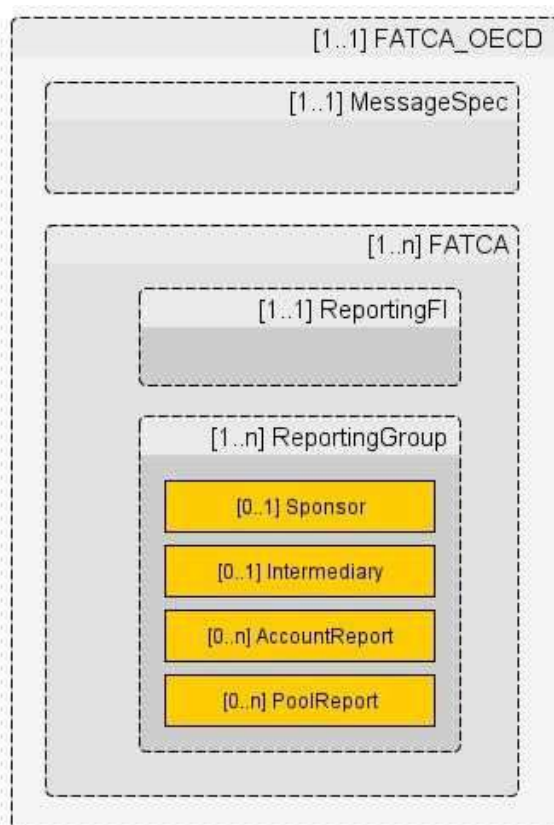 [1..1] FATCA_OECD
[1..1] MessageSpec
[1..n] FATCA
[1..1] ReportingFI
[1..n] ReportingGroup
[0..1] Sponsor
[0..1] Intermediary
[0..n] AccountReport
[0..n] PoolReport